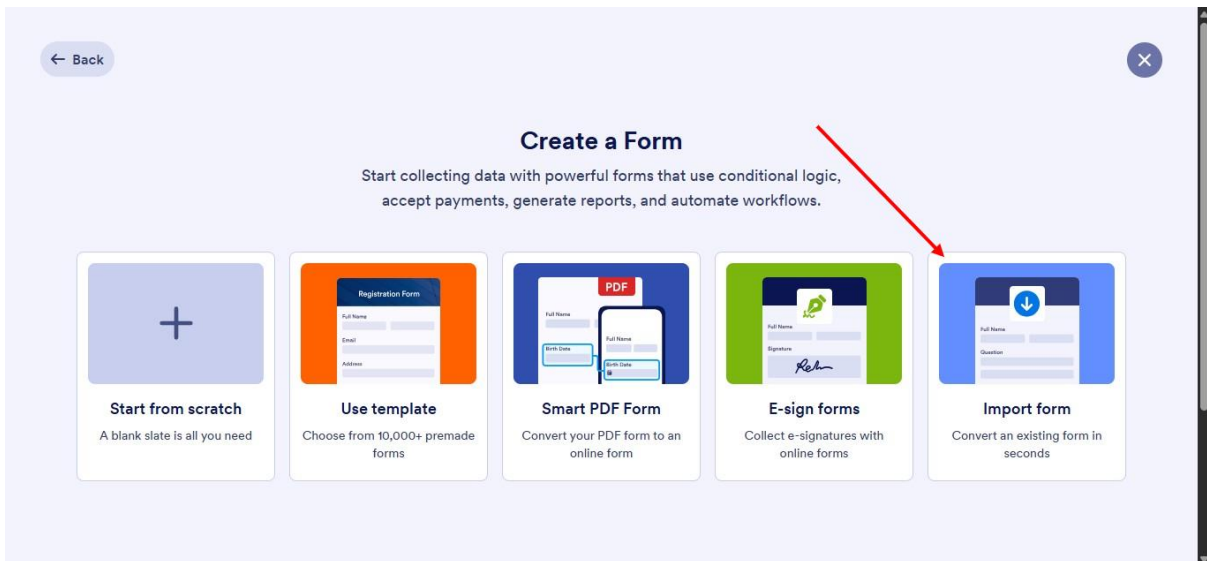 ← Back
Create a Form
Start collecting data with powerful forms that use conditional logic,
accept payments, generate reports, and automate workflows.
Registration Form
Full Name
Email
Address
Start from scratch
A blank slate is all you need
Use template
Choose from 10,000+ premade
forms
PDF
Full Name
Birth Date
Full Name
Birth Date
Smart PDF Form
Convert your PDF form to an
online form
Full Name
Signature
E-sign forms
Collect e-signatures with
online forms
Full Name
Question
Import form
Convert an existing form in
seconds